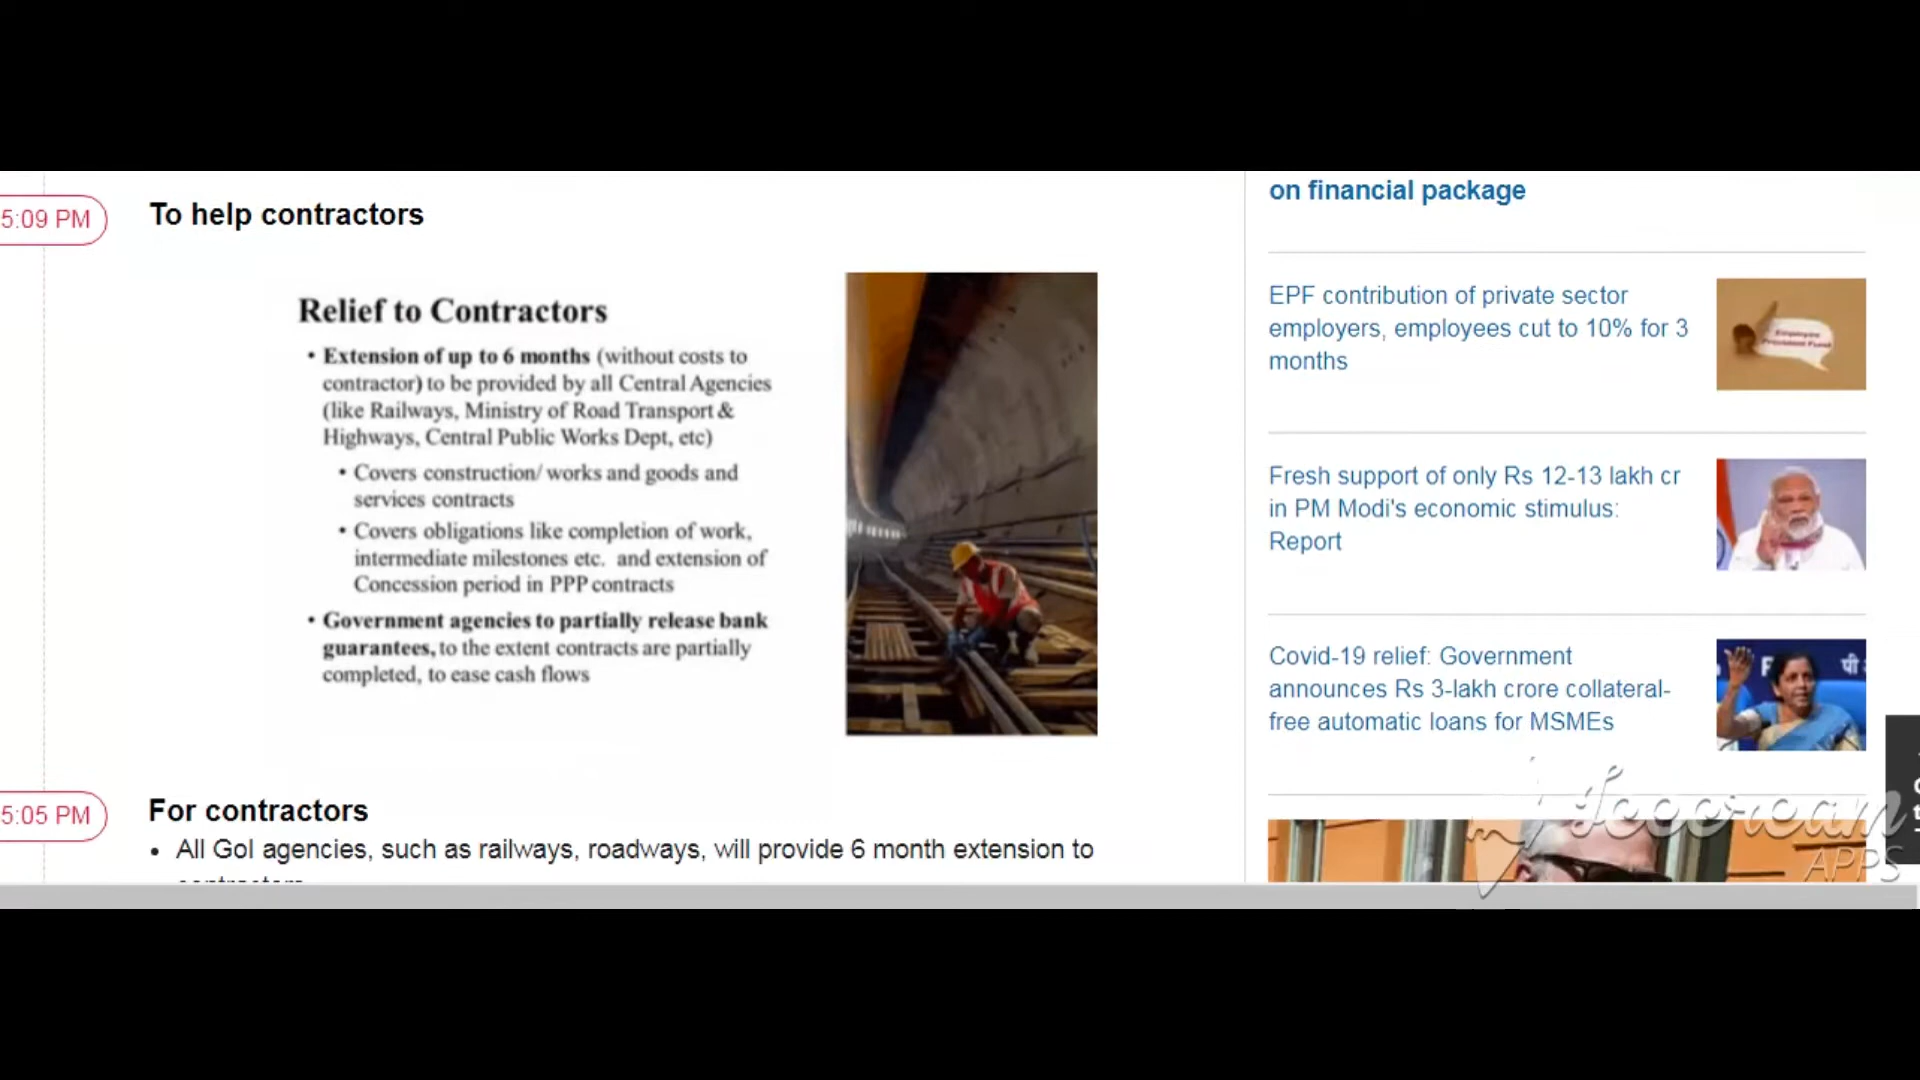 5:09 PM
To help contractors
Relief to Contractors
• Extension of up to 6 months (without costs to
contractor) to be provided by all Central Agencies
(like Railways, Ministry of Road Transport &
Highways, Central Public Works Dept, etc)
• Covers construction/ works and goods and
services contracts
• Covers obligations like completion of work,
intermediate milestones etc. and extension of
Concession period in PPP contracts
• Government agencies to partially release bank
guarantees, to the extent contracts are partially
completed, to ease cash flows
5:05 PM
For contractors
• All GoI agencies, such as railways, roadways, will provide 6 month extension to
on financial package
EPF contribution of private sector
employers, employees cut to 10% for 3
months
Employee
Provident Fund
Fresh support of only Rs 12-13 lakh cr
in PM Modi's economic stimulus:
Report
Covid-19 relief: Government
announces Rs 3-lakh crore collateral-
free automatic loans for MSMEs
APPS